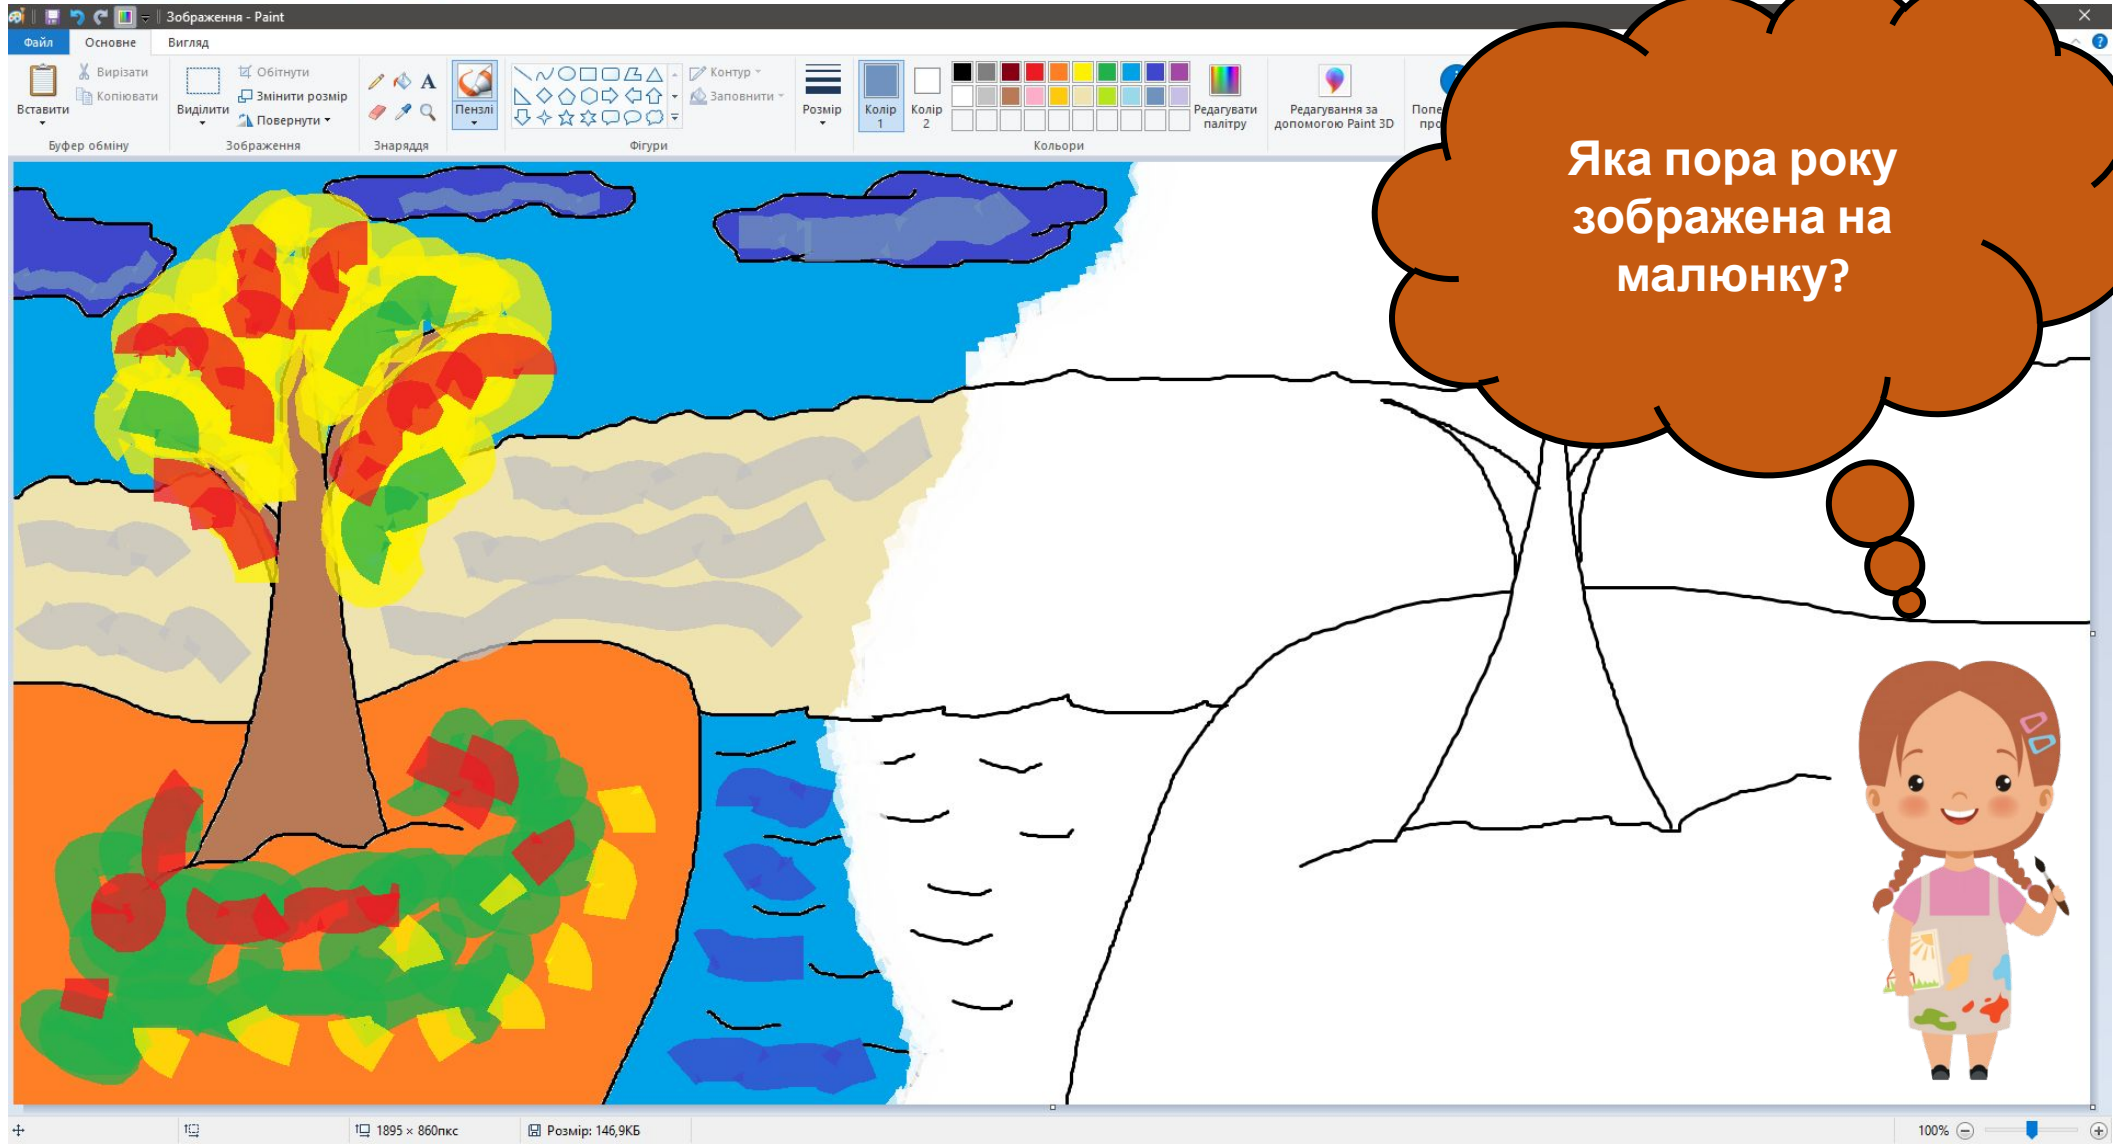 Зображення - Paint
Файл Основне Вигляд
Вставити
Вирізати
Копіювати
Буфер обміну
Виділити
Обітнути
Змінити розмір
Повернути
Зображення
A
Знаряддя
Пензлі
Фігури
Контур
Заповнити
Розмір
Колір
1
Колір
2
Кольори
Редагувати
палітру
Редагування за
допомогою Paint 3D
Яка пора року
зображена на
малюнку?
1895 × 860пкс
Розмір: 146,9КБ
100%